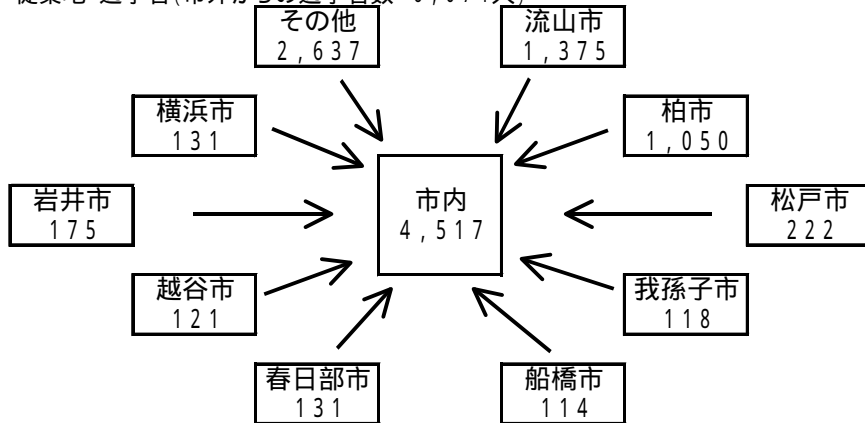 その他
2,637
流山市
1,375
横浜市
131
柏市
1,050
岩井市
175
市内
4,517
松戸市
222
越谷市
121
我孫子市
118
春日部市
131
船橋市
114